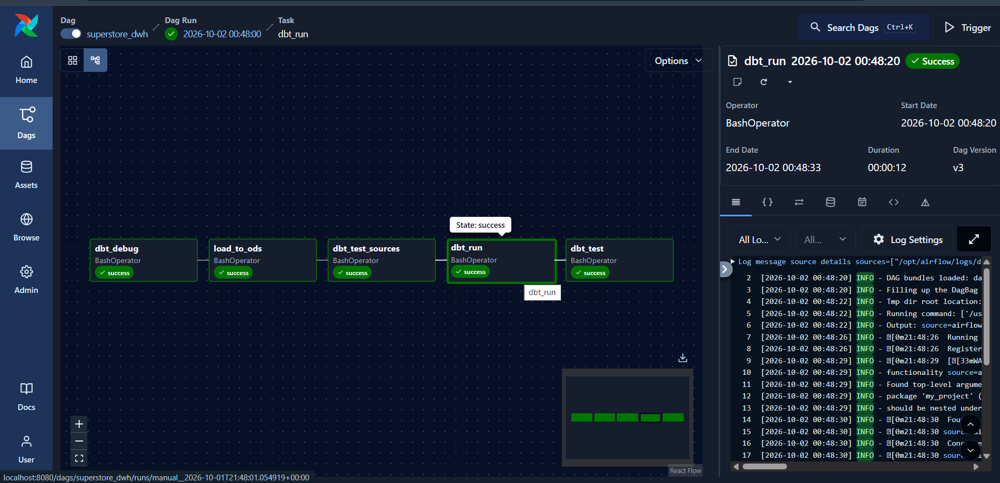 Dag
superstore_dwh
Dag Run
2026-10-02 00:48:00
Task
dbt_run
Search Dags
Ctrl+K
Trigger
Home
Dags
Assets
Browse
Admin
Docs
User
Options
dbt_debug
BashOperator
success
load_to_ods
BashOperator
success
dbt_test_sources
BashOperator
success
State: success
dbt_run
BashOperator
success
dbt_run
dbt_test
BashOperator
success
React Flow
dbt_run 2026-10-02 00:48:20
Success
Operator
BashOperator
Start Date
2026-10-02 00:48:20
End Date
2026-10-02 00:48:33
Duration
00:00:12
Dag Version
v3
All Lo...
All...
Log Settings
Log message source details sources=["/opt/airflow/logs/d
2 [2026-10-02 00:48:20] INFO - DAG bundles loaded: da
3 [2026-10-02 00:48:20] INFO - Filling up the DagBag
4 [2026-10-02 00:48:22] INFO - Tmp dir root location:
5 [2026-10-02 00:48:22] INFO - Running command: ['/us
6 [2026-10-02 00:48:22] INFO - Output: source=airflow
7 [2026-10-02 00:48:26] INFO - [0m21:48:26 Running
8 [2026-10-02 00:48:26] INFO - [0m21:48:26 Register
9 [2026-10-02 00:48:29] INFO - [0m21:48:29 [[33mWA
10 [2026-10-02 00:48:29] INFO - functionality source=a
11 [2026-10-02 00:48:29] INFO - Found top-level argume
12 [2026-10-02 00:48:29] INFO - package 'my_project' (
13 [2026-10-02 00:48:29] INFO - should be nested under
14 [2026-10-02 00:48:30] INFO - [0m21:48:30 Fou
15 [2026-10-02 00:48:30] INFO - [0m21:48:30 sour
16 [2026-10-02 00:48:30] INFO - [0m21:48:30 Conc
17 [2026-10-02 00:48:30] INFO - [0m21:48:30 sour
localhost:8080/dags/superstore_dwh/runs/manual__2026-10-01T21:48:01.054919+00:00